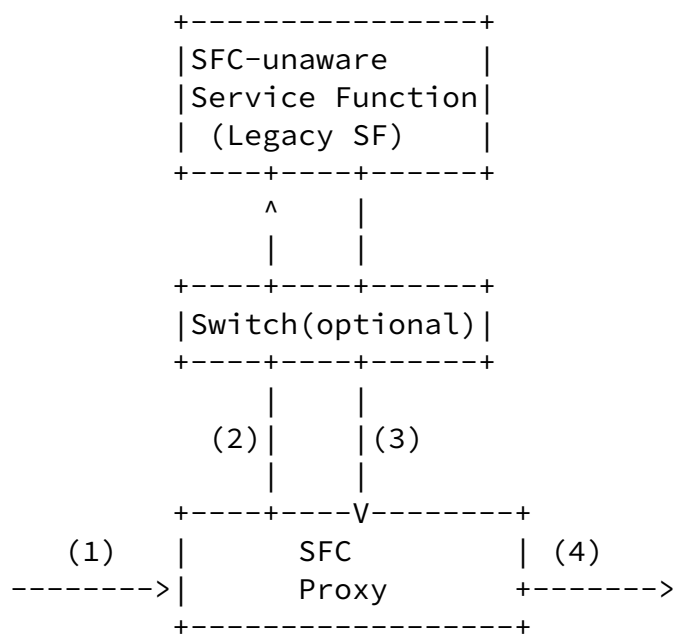 SFC-unaware
Service Function
(Legacy SF)
Switch(optional)
(2) (3)
(1) SFC (4)
Proxy